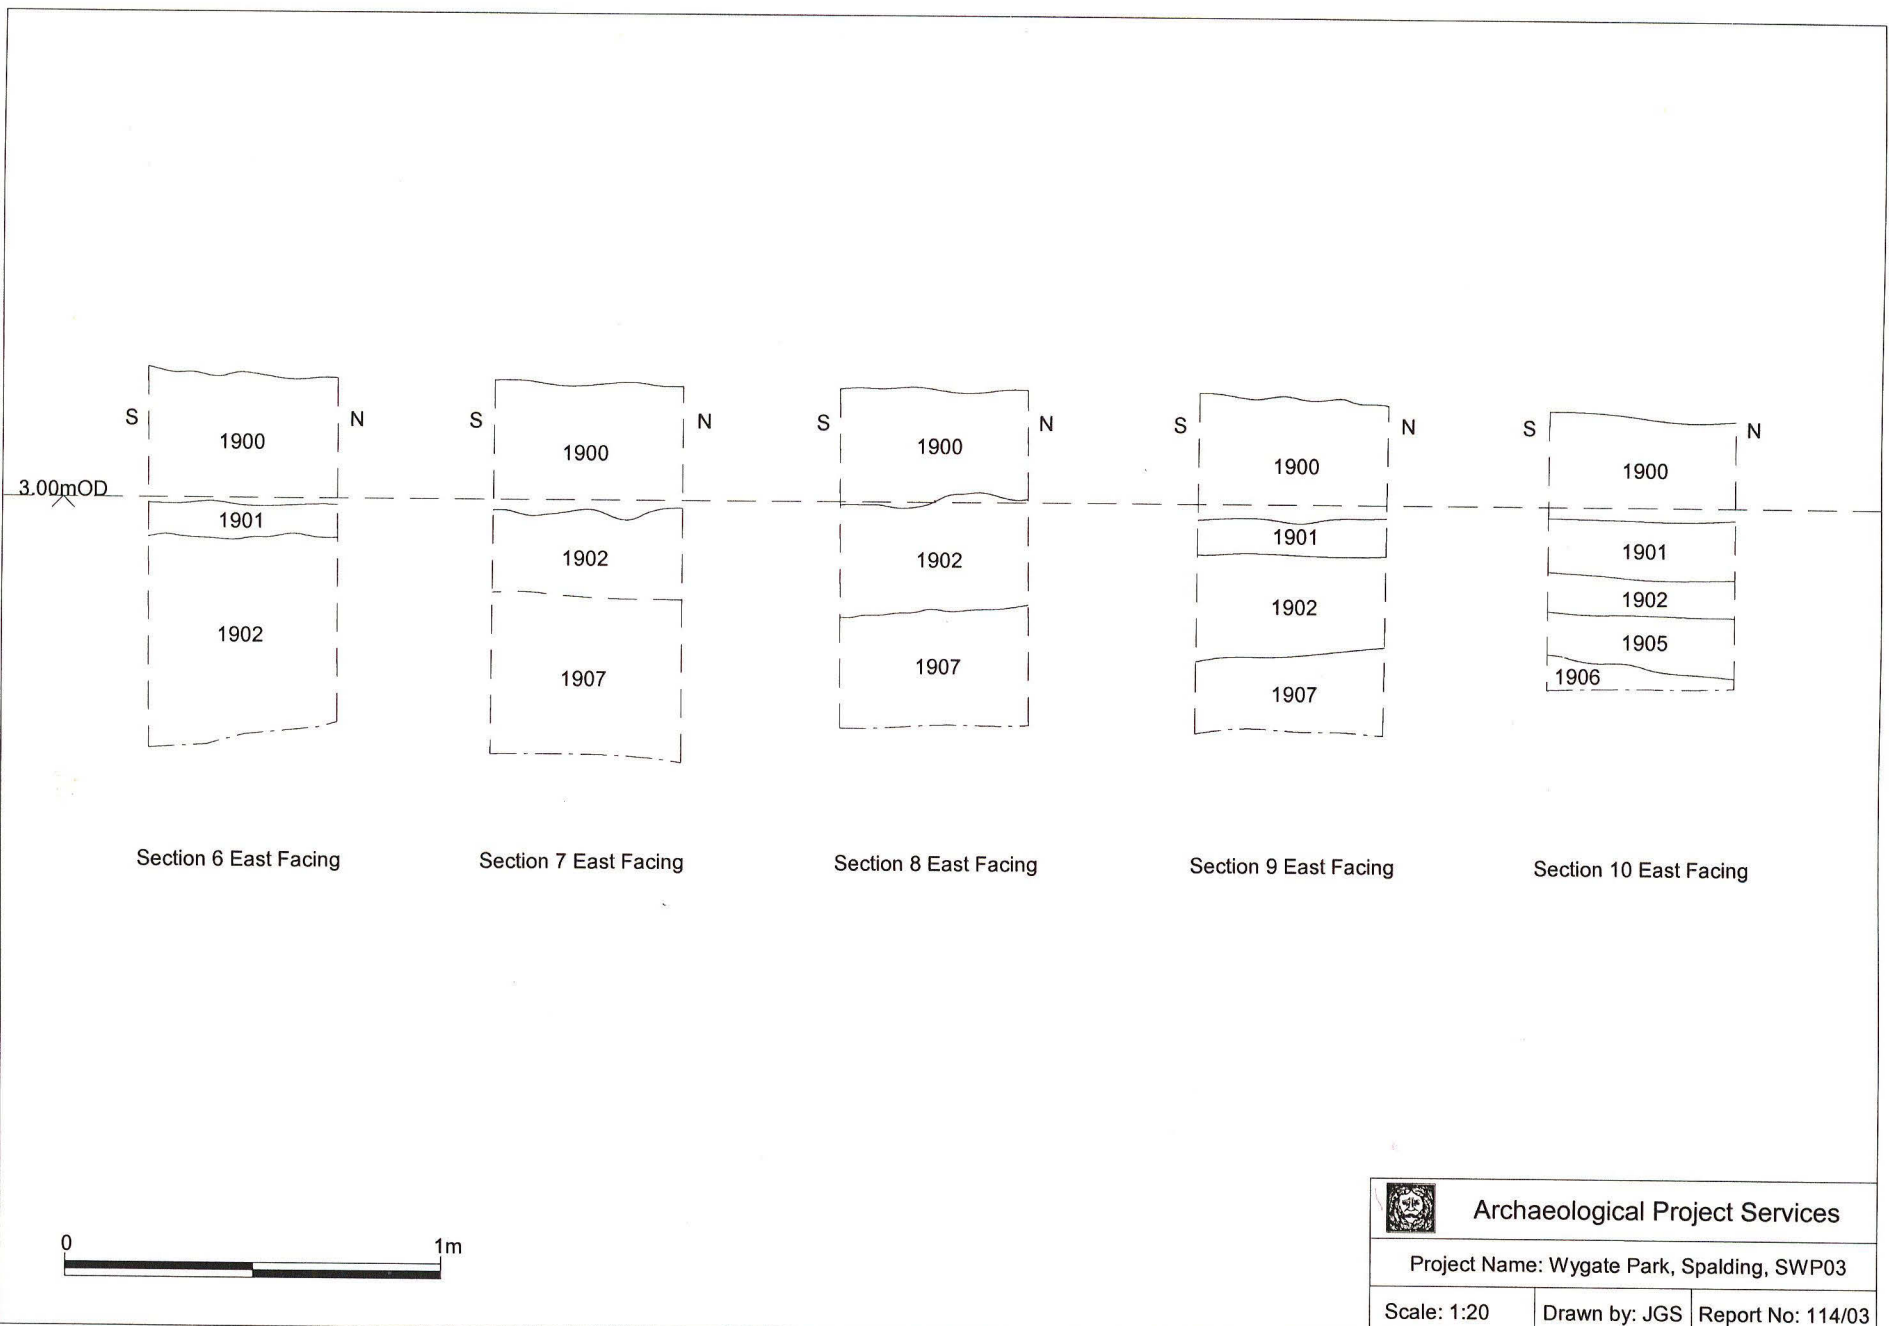 S
1900
N
1901
1902
S
1900
N
1902
1907
S
1900
N
1902
1907
S
1900
N
1901
1902
1907
S
1900
N
1901
1902
1905
1906
3.00mOD
Section 6 East Facing
Section 7 East Facing
Section 8 East Facing
Section 9 East Facing
Section 10 East Facing
0
1m
Archaeological Project Services
Project Name: Wygate Park, Spalding, SWP03
Scale: 1:20
Drawn by: JGS
Report No: 114/03